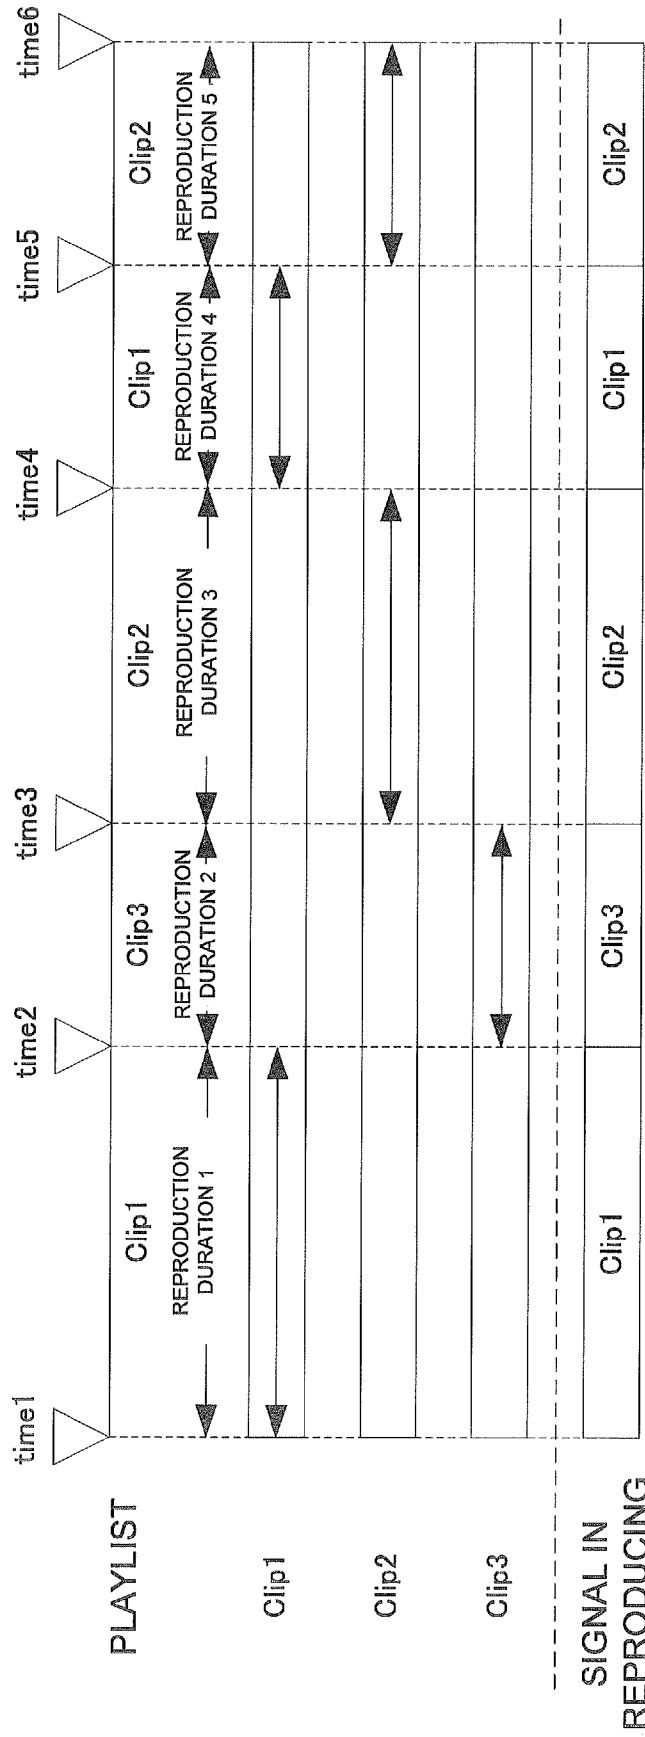 time1
time2
time3
time4
time5
time6
PLAYLIST
Clip1
Clip3
Clip2
Clip1
Clip2
REPRODUCTION
DURATION 1
REPRODUCTION
DURATION 2
REPRODUCTION
DURATION 3
REPRODUCTION
DURATION 4
REPRODUCTION
DURATION 5
Clip1
Clip2
Clip3
SIGNAL IN
REPRODUCING
Clip1
Clip3
Clip2
Clip1
Clip2